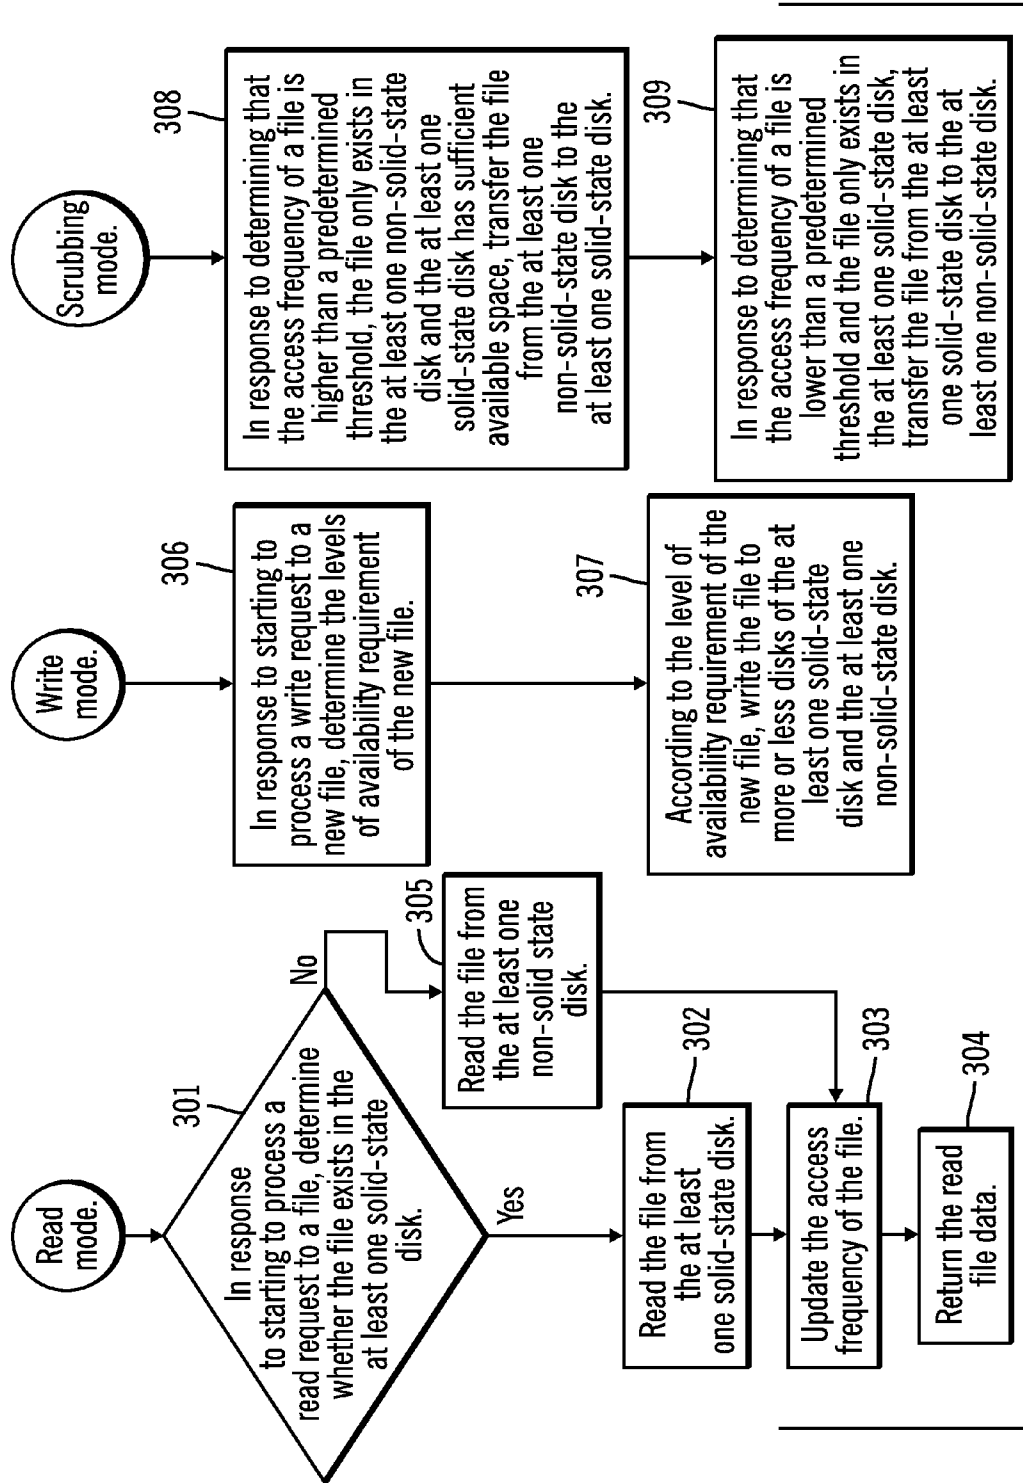 Read
mode.
301
In response
to starting to process a
read request to a file, determine
whether the file exists in the
at least one solid-state
disk.
No
Yes
305
Read the file from
the at least one
non-solid state
disk.
302
Read the file from
the at least
one solid-state disk.
303
Update the access
frequency of the file.
304
Return the read
file data.
Write
mode.
306
In response to starting to
process a write request to a
new file, determine the levels
of availability requirement
of the new file.
307
According to the level of
availability requirement of the
new file, write the file to
more or less disks of the at
least one solid-state
disk and the at least one
non-solid-state disk.
Scrubbing
mode.
308
In response to determining that
the access frequency of a file is
higher than a predetermined
threshold, the file only exists in
the at least one non-solid-state
disk and the at least one
solid-state disk has sufficient
available space, transfer the file
from the at least one
non-solid-state disk to the
at least one solid-state disk.
309
In response to determining that
the access frequency of a file is
lower than a predetermined
threshold and the file only exists in
the at least one solid-state disk,
transfer the file from the at least
one solid-state disk to the at
least one non-solid-state disk.